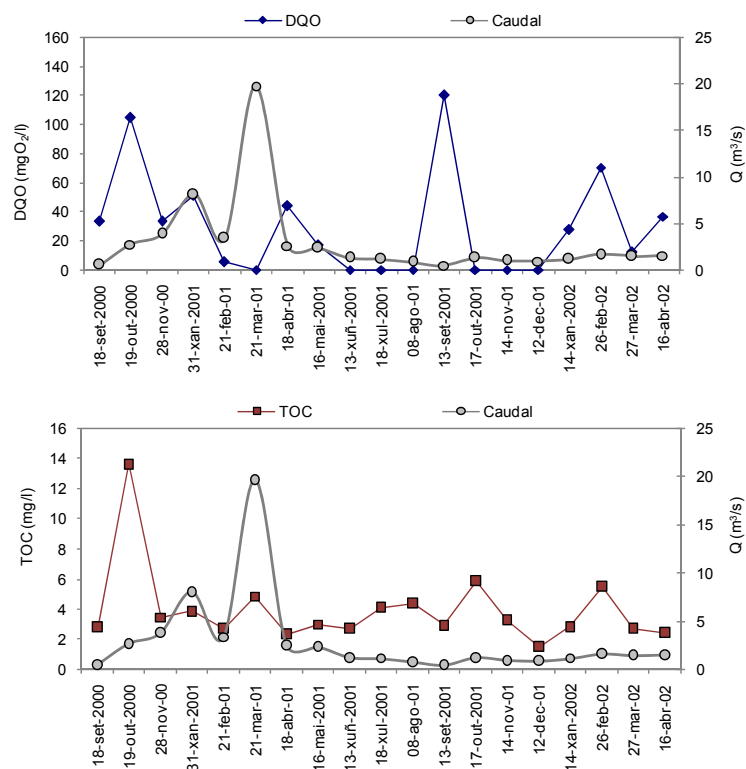 DQO Caudal
160 25
140
120 20
100 15
80
60 10
40 5
20
0 0
DQO (mgO2/l)
Q (m3/s)
18-set-2000
19-out-2000
28-nov-00
31-xan-2001
21-feb-01
21-mar-01
18-abr-01
16-mai-2001
13-xuñ-2001
18-xul-2001
08-ago-01
13-set-2001
17-out-2001
14-nov-01
12-dec-01
14-xan-2002
26-feb-02
27-mar-02
16-abr-02
TOC Caudal
16 25
14
12 20
10 15
8
6 10
4 5
2
0 0
TOC (mg/l)
Q (m3/s)
18-set-2000
19-out-2000
28-nov-00
31-xan-2001
21-feb-01
21-mar-01
18-abr-01
16-mai-2001
13-xuñ-2001
18-xul-2001
08-ago-01
13-set-2001
17-out-2001
14-nov-01
12-dec-01
14-xan-2002
26-feb-02
27-mar-02
16-abr-02